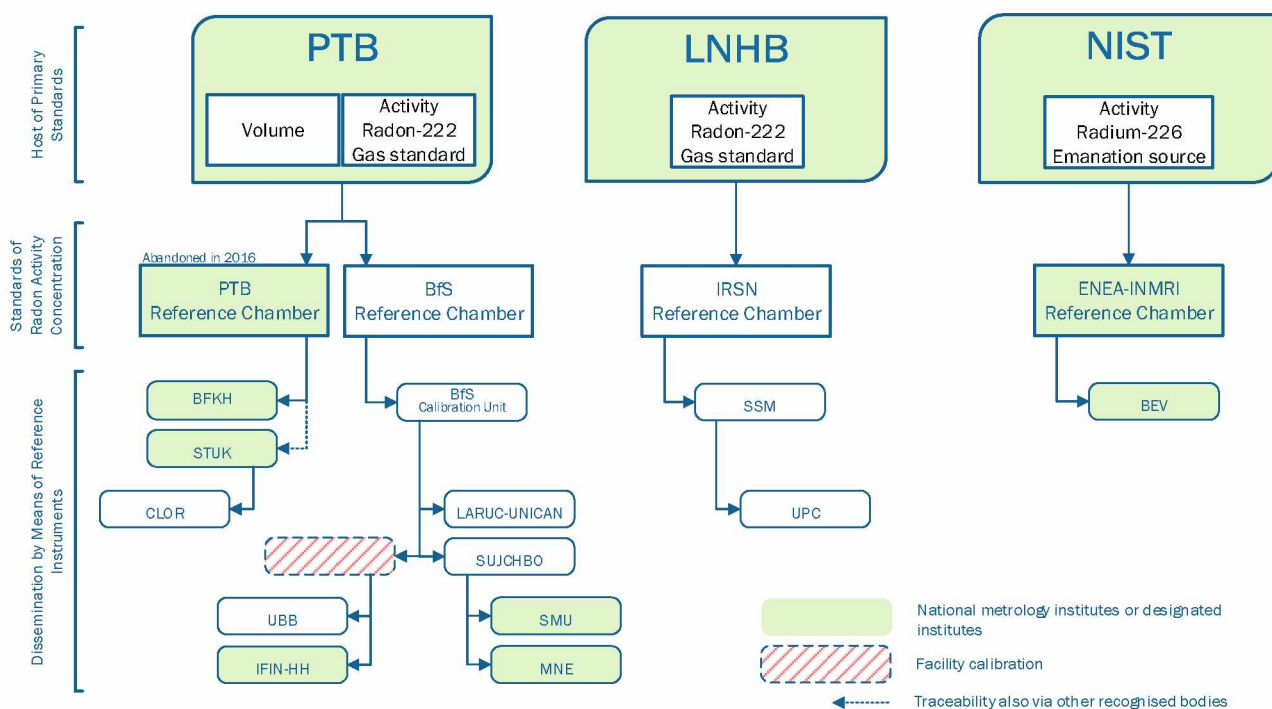 Host of Primary
Standards
PTB
Volume
Activity
Radon-222
Gas standard
LNHB
Activity
Radon-222
Gas standard
NIST
Activity
Radium-226
Emanation source
Standards of
Radon Activity
Concentration
Abandoned in 2016
PTB
Reference Chamber
BfS
Reference Chamber
IRSN
Reference Chamber
ENEA-INMRI
Reference Chamber
Dissemination by Means of Reference
Instruments
BFKH
BfS
Calibration Unit
SSM
BEV
STUK
CLOR
LARUC-UNICAN
UPC
SUJCHBO
UBB
SMU
IFIN-HH
MNE
National metrology institutes or designated
institutes
Facility calibration
Traceability also via other recognised bodies